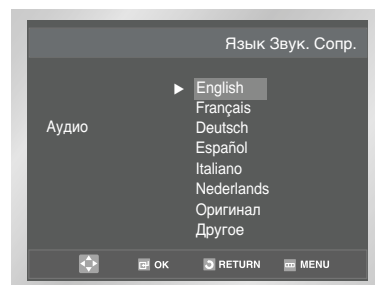 Язык Звук. Сопр.
English
Français
Аудио
Deutsch
Español
Italiano
Nederlands
Оригинал
Другое
OK RETURN MENU